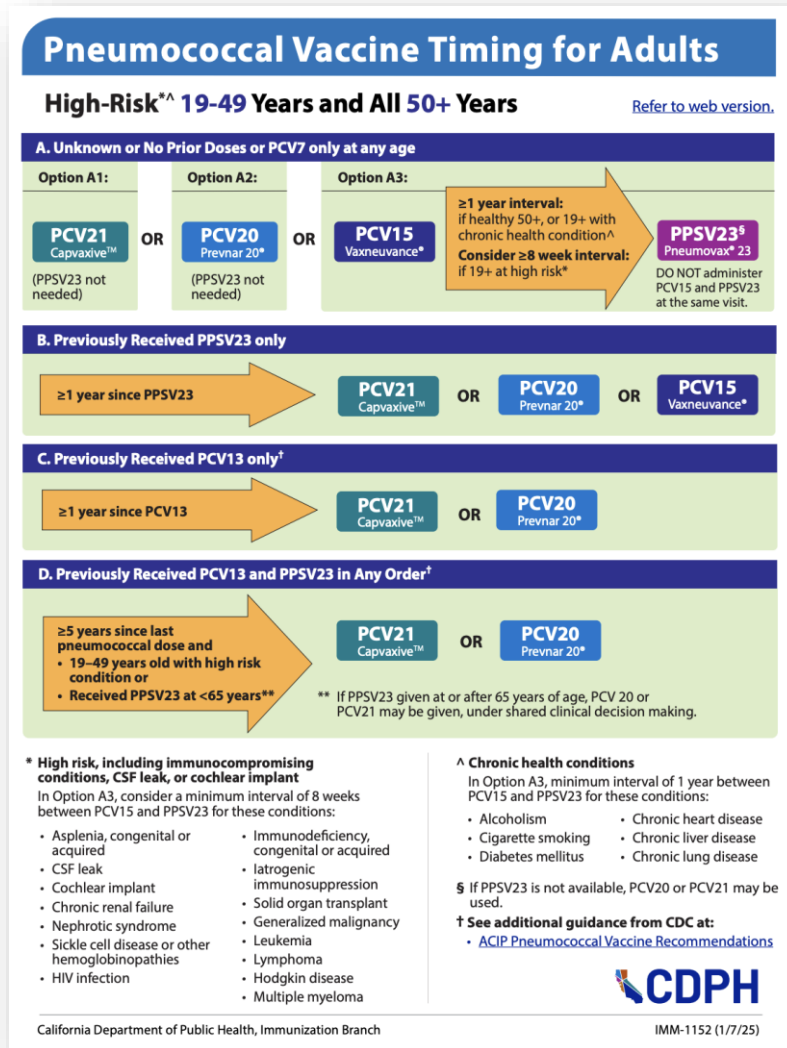 Pneumococcal Vaccine Timing for Adults
High-Risk*^ 19-49 Years and All 50+ Years
Refer to web version.
A. Unknown or No Prior Doses or PCV7 only at any age
Option A1:
PCV21
Capvaxive™
(PPSV23 not
needed)
OR
Option A2:
PCV20
Prevnar 20®
(PPSV23 not
needed)
OR
Option A3:
PCV15
Vaxneuvance®
≥1 year interval:
if healthy 50+, or 19+ with
chronic health condition^
Consider ≥8 week interval:
if 19+ at high risk*
PPSV23§
Pneumovax® 23
DO NOT administer
PCV15 and PPSV23
at the same visit.
B. Previously Received PPSV23 only
≥1 year since PPSV23
PCV21
Capvaxive™
OR
PCV20
Prevnar 20®
OR
PCV15
Vaxneuvance®
C. Previously Received PCV13 only†
≥1 year since PCV13
PCV21
Capvaxive™
OR
PCV20
Prevnar 20®
D. Previously Received PCV13 and PPSV23 in Any Order†
≥5 years since last
pneumococcal dose and
• 19–49 years old with high risk
condition or
• Received PPSV23 at <65 years**
PCV21
Capvaxive™
OR
PCV20
Prevnar 20®
** If PPSV23 given at or after 65 years of age, PCV 20 or
PCV21 may be given, under shared clinical decision making.
* High risk, including immunocompromising
conditions, CSF leak, or cochlear implant
In Option A3, consider a minimum interval of 8 weeks
between PCV15 and PPSV23 for these conditions:
• Asplenia, congenital or
acquired
• CSF leak
• Cochlear implant
• Chronic renal failure
• Nephrotic syndrome
• Sickle cell disease or other
hemoglobinopathies
• HIV infection
• Immunodeficiency,
congenital or acquired
• Iatrogenic
immunosuppression
• Solid organ transplant
• Generalized malignancy
• Leukemia
• Lymphoma
• Hodgkin disease
• Multiple myeloma
^ Chronic health conditions
In Option A3, minimum interval of 1 year between
PCV15 and PPSV23 for these conditions:
• Alcoholism
• Cigarette smoking
• Diabetes mellitus
• Chronic heart disease
• Chronic liver disease
• Chronic lung disease
§ If PPSV23 is not available, PCV20 or PCV21 may be
used.
† See additional guidance from CDC at:
• ACIP Pneumococcal Vaccine Recommendations
CDPH
California Department of Public Health, Immunization Branch
IMM-1152 (1/7/25)